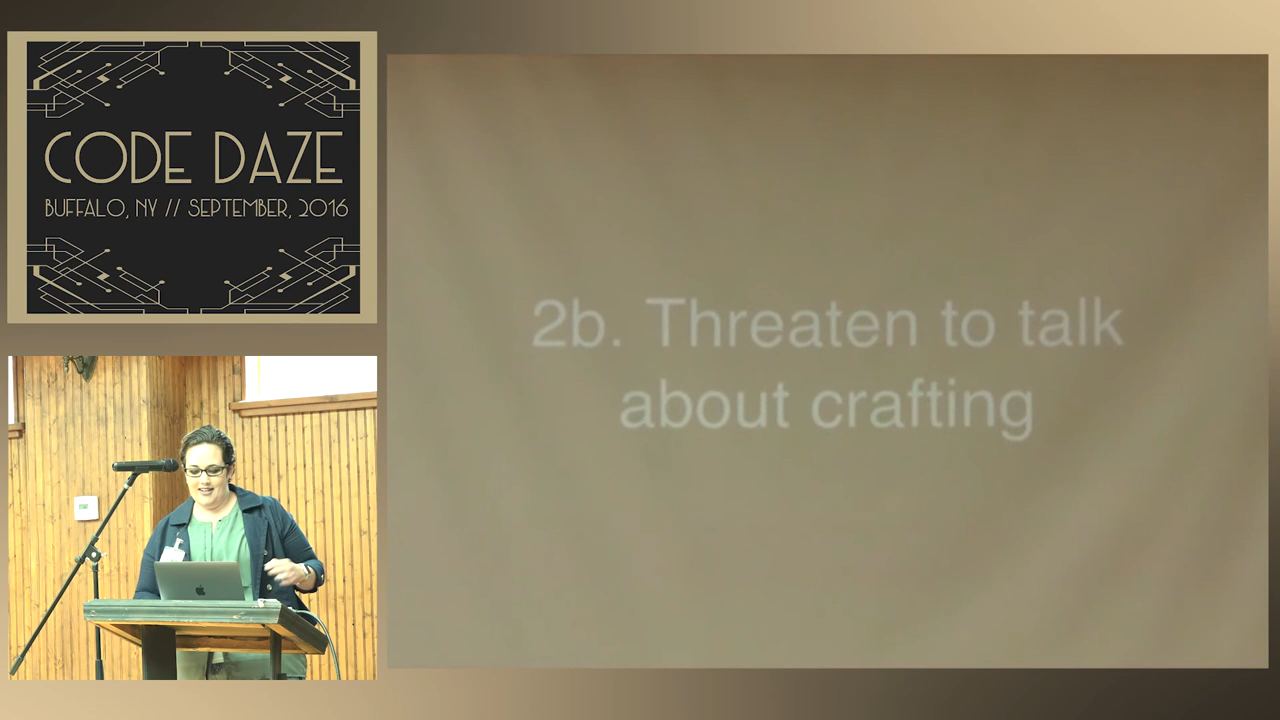 CODE DAZE
BUFFALO, NY // SEPTEMBER, 2016
2b. Threaten to talk
about crafting